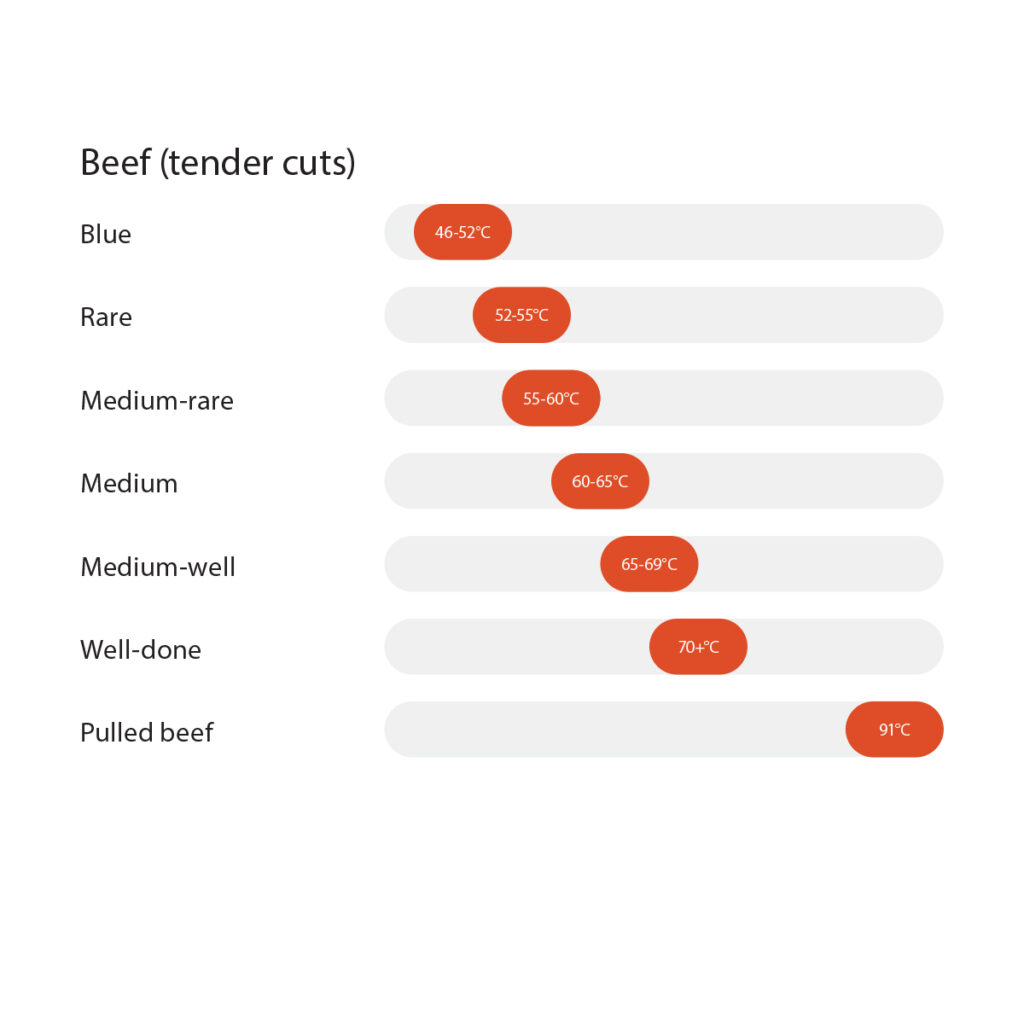 Beef (tender cuts)
Blue 46-52°C
Rare 52-55°C
Medium-rare 55-60°C
Medium 60-65°C
Medium-well 65-69°C
Well-done 70+°C
Pulled beef 91°C